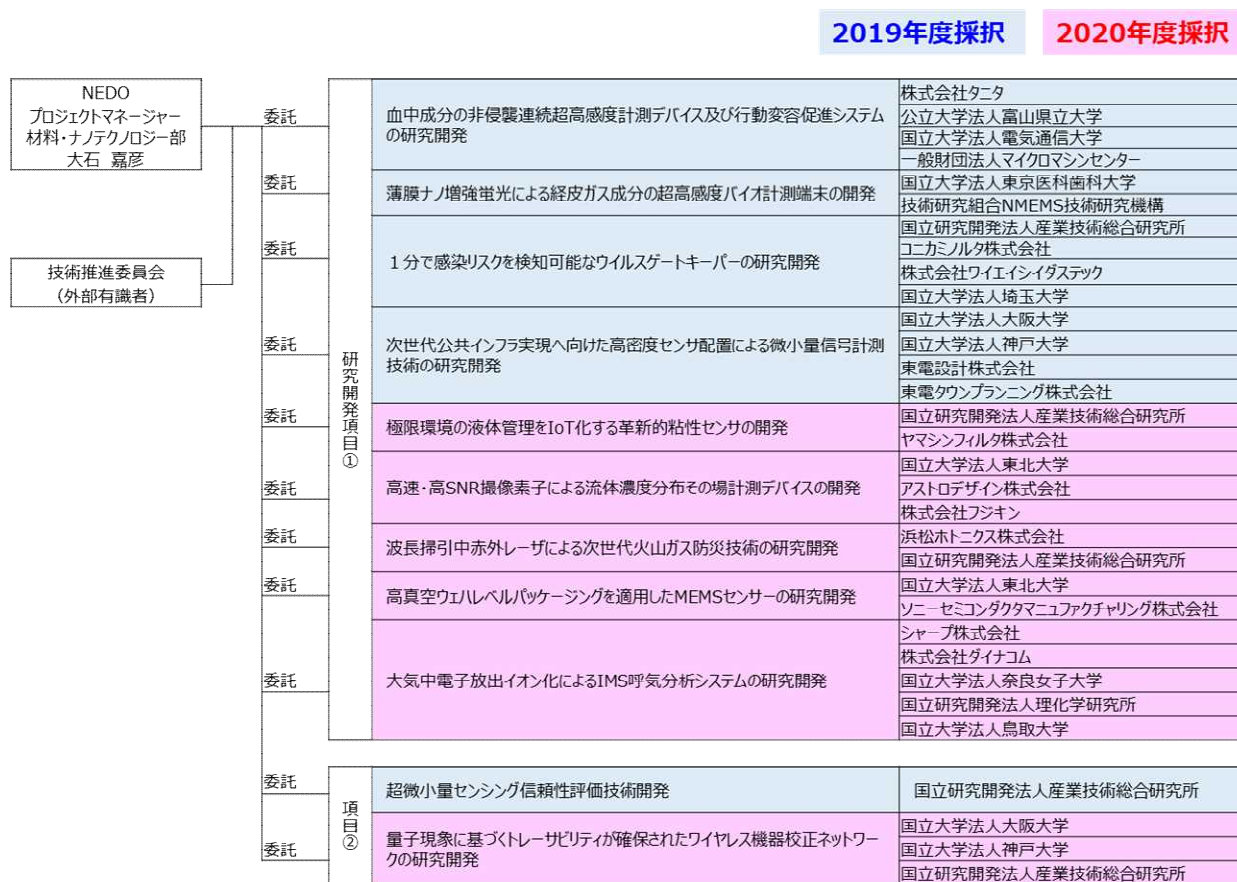 2019年度採択
2020年度採択
NEDO
プロジェクトマネージャー
材料・ナノテクノロジー部
大石 嘉彦
技術推進委員会
（外部有識者）
研究開発項目①
委託
血中成分の非侵襲連続超高感度計測デバイス及び行動変容促進システム
の研究開発
株式会社タニタ
公立大学法人富山県立大学
国立大学法人電気通信大学
一般財団法人マイクロマシンセンター
委託
薄膜ナノ増強蛍光による経皮ガス成分の超高感度バイオ計測端末の開発
国立大学法人東京医科歯科大学
技術研究組合NMEMS技術研究機構
委託
１分で感染リスクを検知可能なウイルスゲートキーパーの研究開発
国立研究開発法人産業技術総合研究所
コニカミノルタ株式会社
株式会社ワイエイシイダステック
国立大学法人埼玉大学
委託
次世代公共インフラ実現へ向けた高密度センサ配置による微小量信号計測
技術の研究開発
国立大学法人大阪大学
国立大学法人神戸大学
東電設計株式会社
東電タウンプランニング株式会社
委託
極限環境の液体管理をIoT化する革新的粘性センサの開発
国立研究開発法人産業技術総合研究所
ヤマシンフィルタ株式会社
委託
高速・高SNR撮像素子による流体濃度分布その場計測デバイスの開発
国立大学法人東北大学
アストロデザイン株式会社
株式会社フジキン
委託
波長掃引中赤外レーザによる次世代火山ガス防災技術の研究開発
浜松ホトニクス株式会社
国立研究開発法人産業技術総合研究所
委託
高真空ウェハレベルパッケージングを適用したMEMSセンサーの研究開発
国立大学法人東北大学
ソニーセミコンダクタマニュファクチャリング株式会社
委託
大気中電子放出イオン化によるIMS呼気分析システムの研究開発
シャープ株式会社
株式会社ダイナコム
国立大学法人奈良女子大学
国立研究開発法人理化学研究所
国立大学法人鳥取大学
項目②
委託
超微小量センシング信頼性評価技術開発
国立研究開発法人産業技術総合研究所
委託
量子現象に基づくトレーサビリティが確保されたワイヤレス機器校正ネットワー
クの研究開発
国立大学法人大阪大学
国立大学法人神戸大学
国立研究開発法人産業技術総合研究所